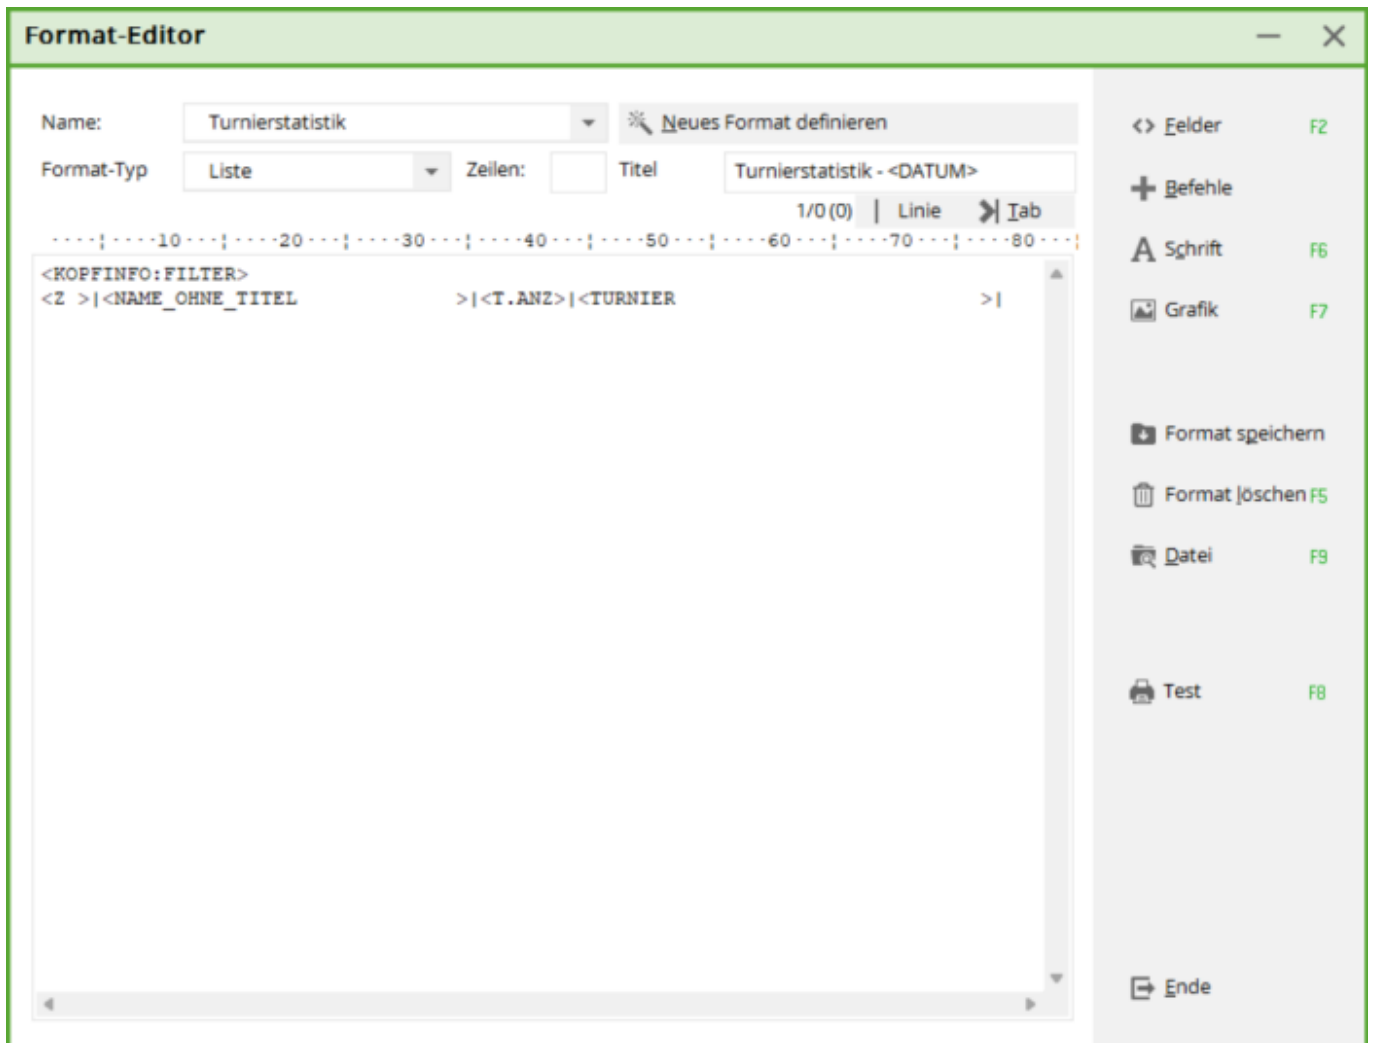 Format-Editor
Name: Turnierstatistik Neues Format definieren
Format-Typ Liste Zeilen: Titel Turnierstatistik - <DATUM>
1/0 (0) | Linie Tab
····¦····10···¦····20···¦····30···¦····40···¦····50···¦····60···¦····70···¦····80···¦
<KOPFINFO:FILTER>
<Z >|<NAME_OHNE_TITEL             >|<T.ANZ>|<TURNIER                         >|
<> Felder F2
Befehle
Schrift F6
Grafik F7
Format speichern
Format löschen F5
Datei F9
Test F8
Ende